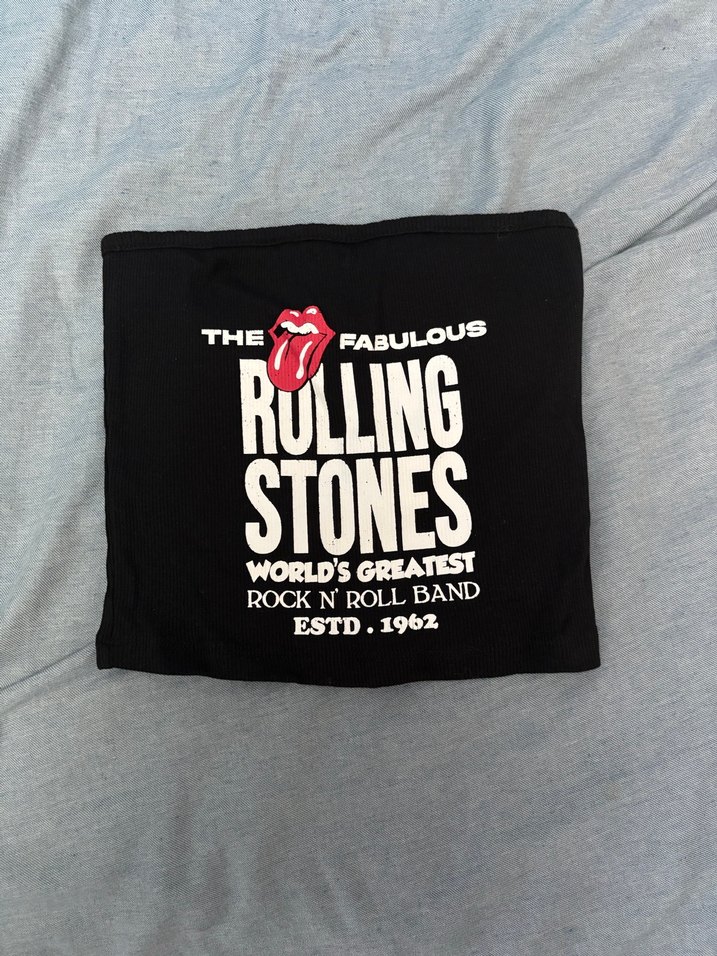 THE FABULOUS
ROLLING
STONES
WORLD'S GREATEST
ROCK N' ROLL BAND
ESTD. 1962